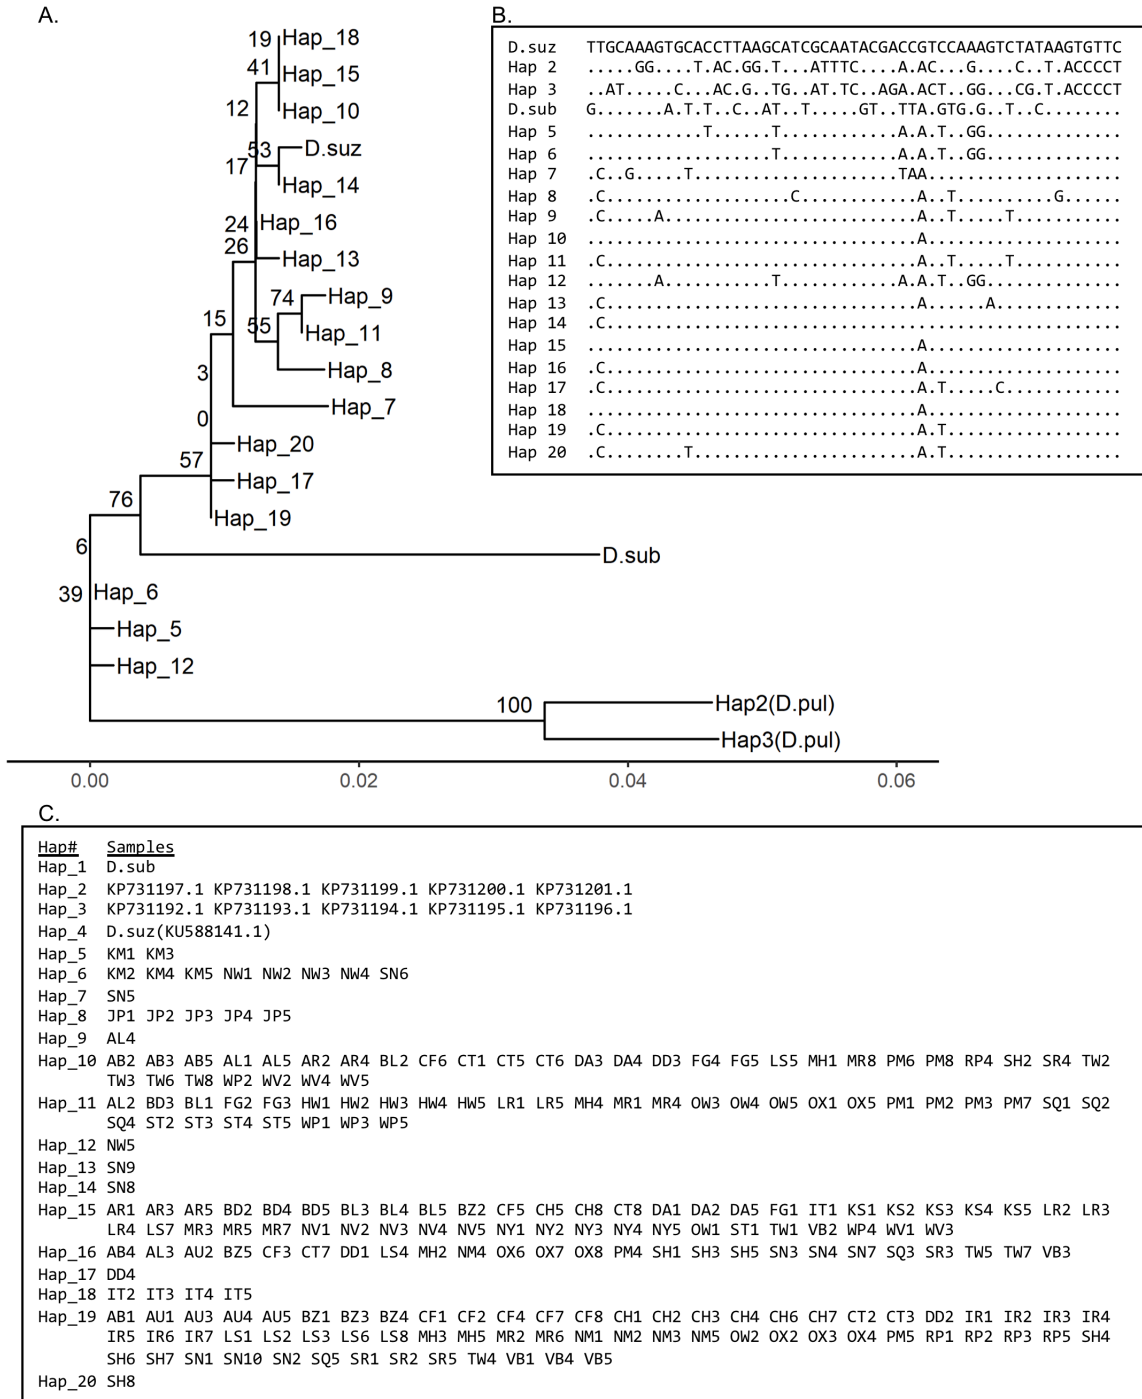 A.
19 Hap_18
41
Hap_15
12 Hap_10
53 D.suz
17 Hap_14
24 Hap_16
26
Hap_13
74 Hap_9
15 55 Hap_11
3 Hap_8
Hap_7
0
Hap_20
57
Hap_17
76
Hap_19
6
D.sub
39 Hap_6
Hap_5
Hap_12
100 Hap2(D.pul)
Hap3(D.pul)
0.00 0.02 0.04 0.06
B.
D.suz TTGCAAAGTGCACCTTAAGCATCGCAATACGACCGTCCAAAGTCTATAAGTGTTC
Hap 2 .....GG....T.AC.GG.T...ATTTC....A.AC...G....C..T.ACCCCT
Hap 3 ..AT.....C...AC.G..TG..AT.TC..AGA.ACT..GG...CG.T.ACCCCT
D.sub G.......A.T.T..C..AT..T.....GT..TTA.GTG.G..T..C........
Hap 5 ............T......T............A.A.T..GG..............
Hap 6 ...................T............A.A.T..GG..............
Hap 7 .C..G.....T.....................TAA....................
Hap 8 .C...................C............A..T..........G......
Hap 9 .C.....A..........................A..T.....T...........
Hap 10 ..................................A....................
Hap 11 .C................................A..T.....T...........
Hap 12 .......A...........T............A.A.T..GG..............
Hap 13 .C................................A......A.............
Hap 14 .C.....................................................
Hap 15 ..................................A....................
Hap 16 .C................................A....................
Hap 17 .C................................A.T.....C............
Hap 18 ..................................A....................
Hap 19 .C................................A.T..................
Hap 20 .C........T.......................A.T..................
C.
Hap# Samples
Hap_1 D.sub
Hap_2 KP731197.1 KP731198.1 KP731199.1 KP731200.1 KP731201.1
Hap_3 KP731192.1 KP731193.1 KP731194.1 KP731195.1 KP731196.1
Hap_4 D.suz(KU588141.1)
Hap_5 KM1 KM3
Hap_6 KM2 KM4 KM5 NW1 NW2 NW3 NW4 SN6
Hap_7 SN5
Hap_8 JP1 JP2 JP3 JP4 JP5
Hap_9 AL4
Hap_10 AB2 AB3 AB5 AL1 AL5 AR2 AR4 BL2 CF6 CT1 CT5 CT6 DA3 DA4 DD3 FG4 FG5 LS5 MH1 MR8 PM6 PM8 RP4 SH2 SR4 TW2
TW3 TW6 TW8 WP2 WV2 WV4 WV5
Hap_11 AL2 BD3 BL1 FG2 FG3 HW1 HW2 HW3 HW4 HW5 LR1 LR5 MH4 MR1 MR4 OW3 OW4 OW5 OX1 OX5 PM1 PM2 PM3 PM7 SQ1 SQ2
SQ4 ST2 ST3 ST4 ST5 WP1 WP3 WP5
Hap_12 NW5
Hap_13 SN9
Hap_14 SN8
Hap_15 AR1 AR3 AR5 BD2 BD4 BD5 BL3 BL4 BL5 BZ2 CF5 CH5 CH8 CT8 DA1 DA2 DA5 FG1 IT1 KS1 KS2 KS3 KS4 KS5 LR2 LR3
LR4 LS7 MR3 MR5 MR7 NV1 NV2 NV3 NV4 NV5 NY1 NY2 NY3 NY4 NY5 OW1 ST1 TW1 VB2 WP4 WV1 WV3
Hap_16 AB4 AL3 AU2 BZ5 CF3 CT7 DD1 LS4 MH2 NM4 OX6 OX7 OX8 PM4 SH1 SH3 SH5 SN3 SN4 SN7 SQ3 SR3 TW5 TW7 VB3
Hap_17 DD4
Hap_18 IT2 IT3 IT4 IT5
Hap_19 AB1 AU1 AU3 AU4 AU5 BZ1 BZ3 BZ4 CF1 CF2 CF4 CF7 CF8 CH1 CH2 CH3 CH4 CH6 CH7 CT2 CT3 DD2 IR1 IR2 IR3 IR4
IR5 IR6 IR7 LS1 LS2 LS3 LS6 LS8 MH3 MH5 MR2 MR6 NM1 NM2 NM3 NM5 OW2 OX2 OX3 OX4 PM5 RP1 RP2 RP3 RP5 SH4
SH6 SH7 SN1 SN10 SN2 SQ5 SR1 SR2 SR5 TW4 VB1 VB4 VB5
Hap_20 SH8